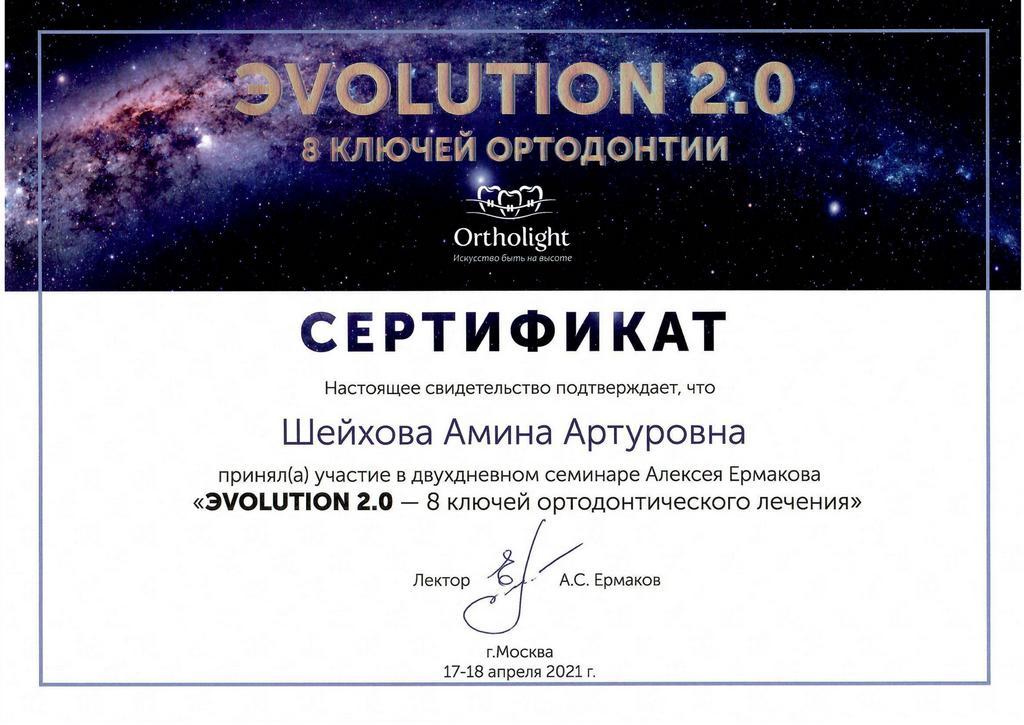 ЭVOLUTION 2.0
8 КЛЮЧЕЙ ОРТОДОНТИИ
Ortholight
Искусство быть на высоте
СЕРТИФИКАТ
Настоящее свидетельство подтверждает, что
Шейхова Амина Артуровна
принял(а) участие в двухдневном семинаре Алексея Ермакова
«ЭVOLUTION 2.0 — 8 ключей ортодонтического лечения»
Лектор А.С. Ермаков
г.Москва
17-18 апреля 2021 г.